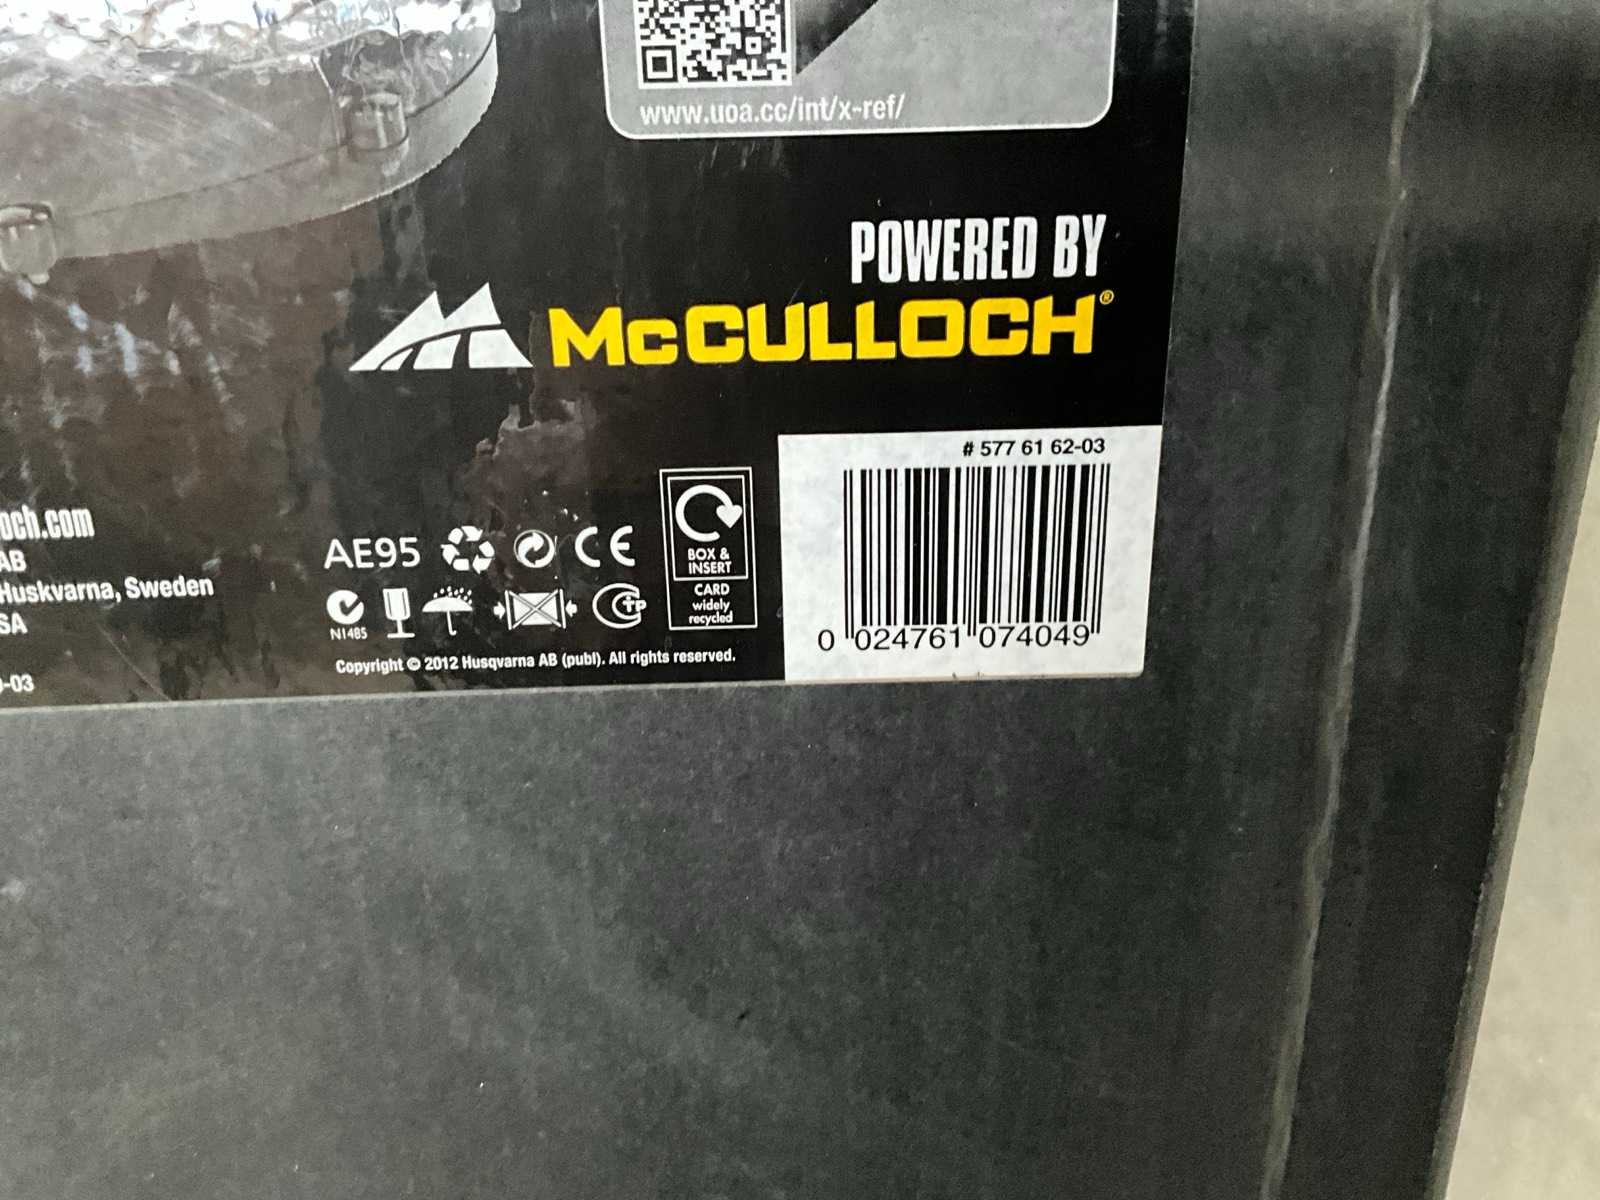 www.uoa.cc/int/x-ref/
POWERED BY
McCULLOCH®
# 577 61 62-03
0 024761 074049
BOX &
INSERT
CARD
widely
recycled
AE95
CE
N1485
Copyright © 2012 Husqvarna AB (publ). All rights reserved.
och.com
AB
Huskvarna, Sweden
SA
-03